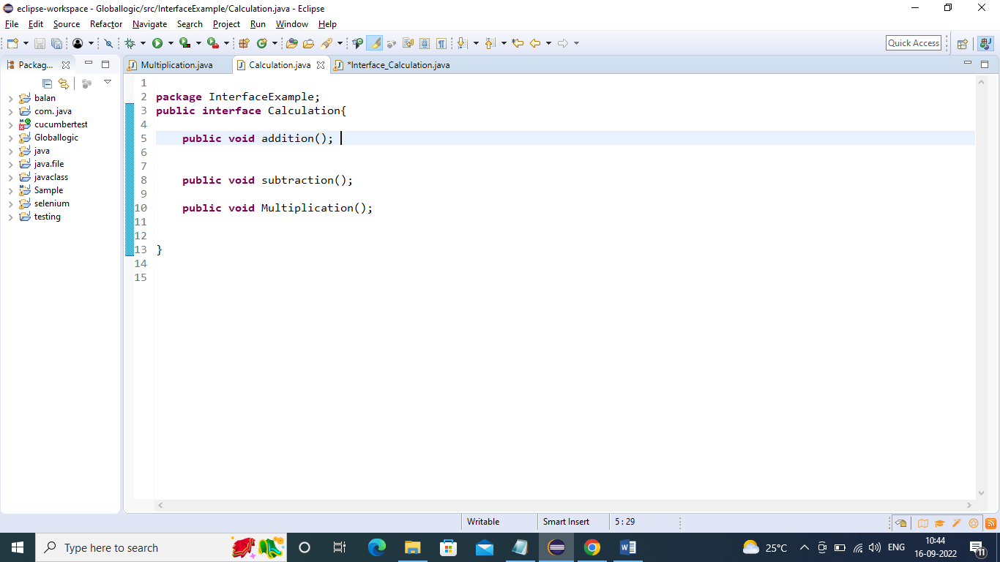 eclipse-workspace - Globallogic/src/InterfaceExample/Calculation.java - Eclipse
File Edit Source Refactor Navigate Search Project Run Window Help
Quick Access
Packag...
Multiplication.java
Calculation.java
*Interface_Calculation.java
balan
com. java
cucumbertest
Globallogic
java
java.file
javaclass
Sample
selenium
testing
1
2 package InterfaceExample;
3 public interface Calculation{
4
5 public void addition();
6
7
8 public void subtraction();
9
10 public void Multiplication();
11
12
13 }
14
15
Writable Smart Insert 5 : 29
Type here to search
25°C ENG
10:44
16-09-2022
11